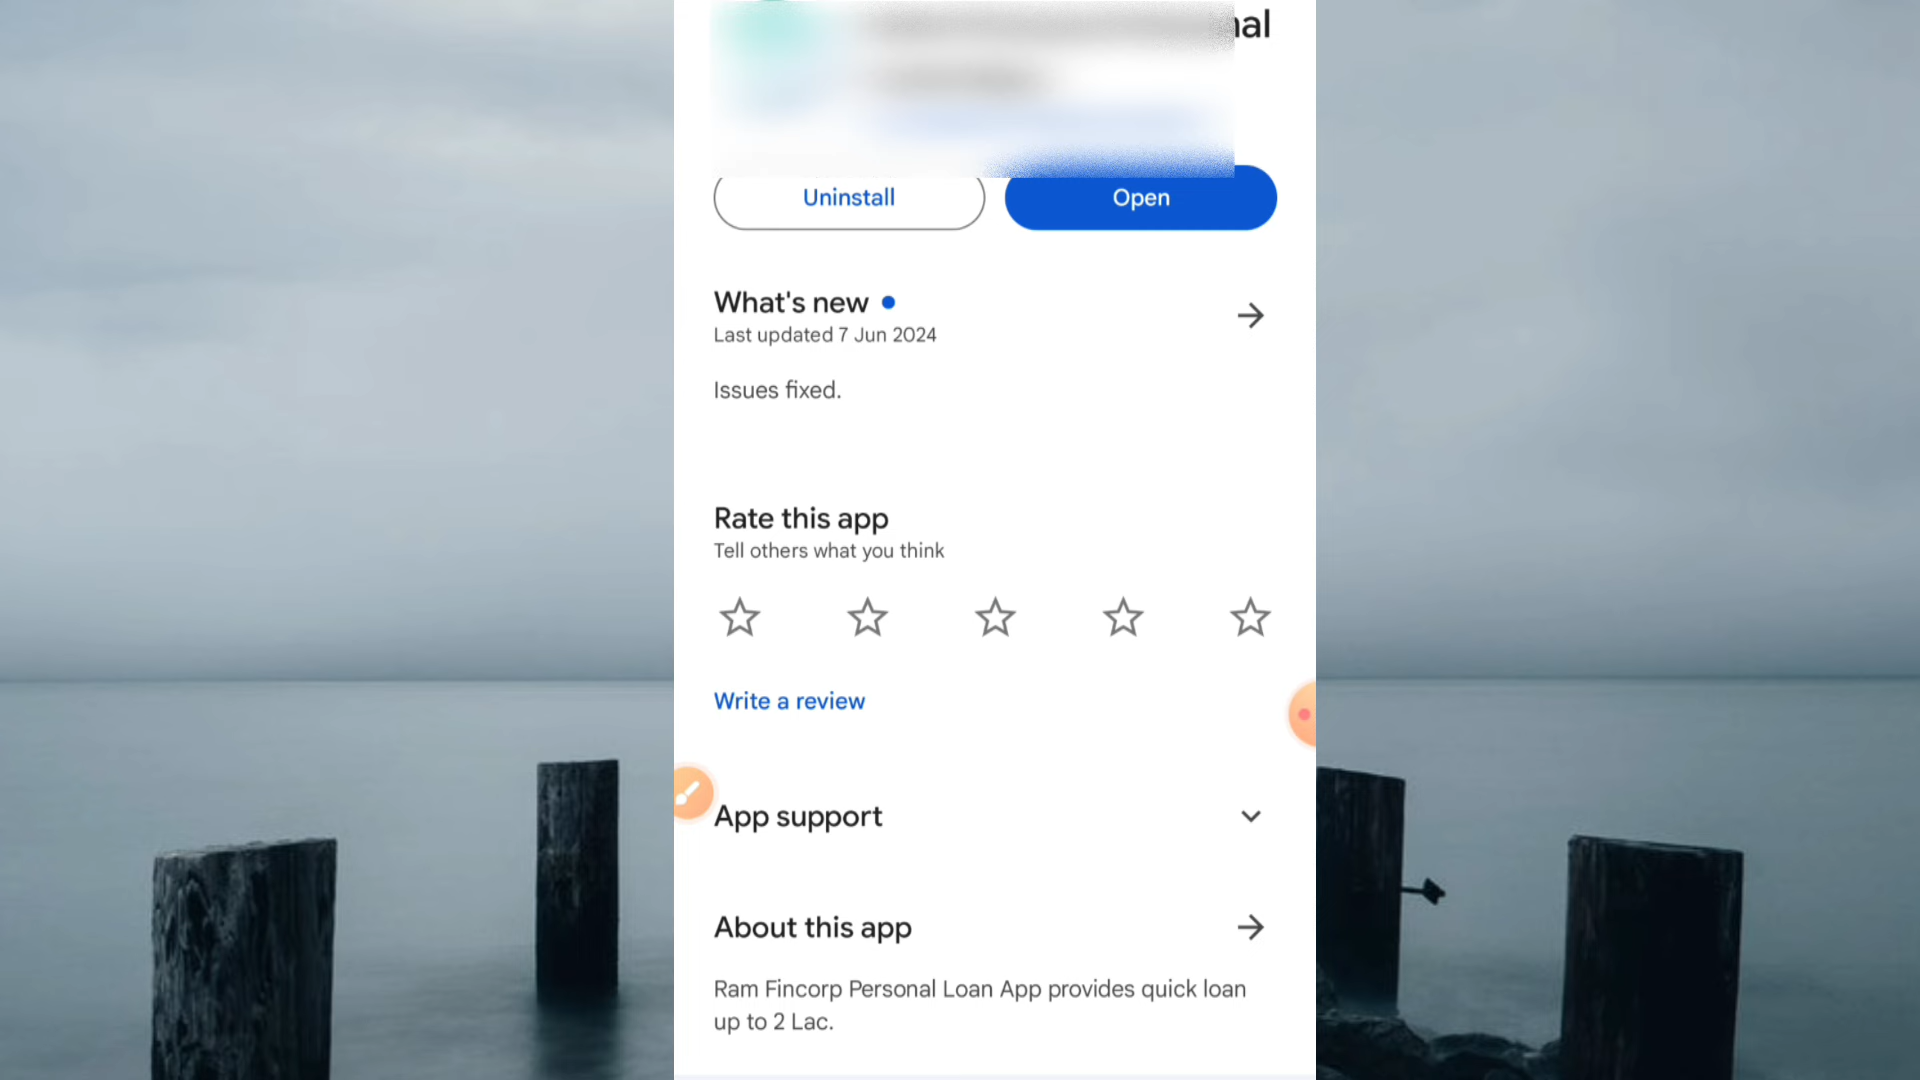 Uninstall
Open
What's new
Last updated 7 Jun 2024
Issues fixed.
Rate this app
Tell others what you think
Write a review
App support
About this app
Ram Fincorp Personal Loan App provides quick loan
up to 2 Lac.